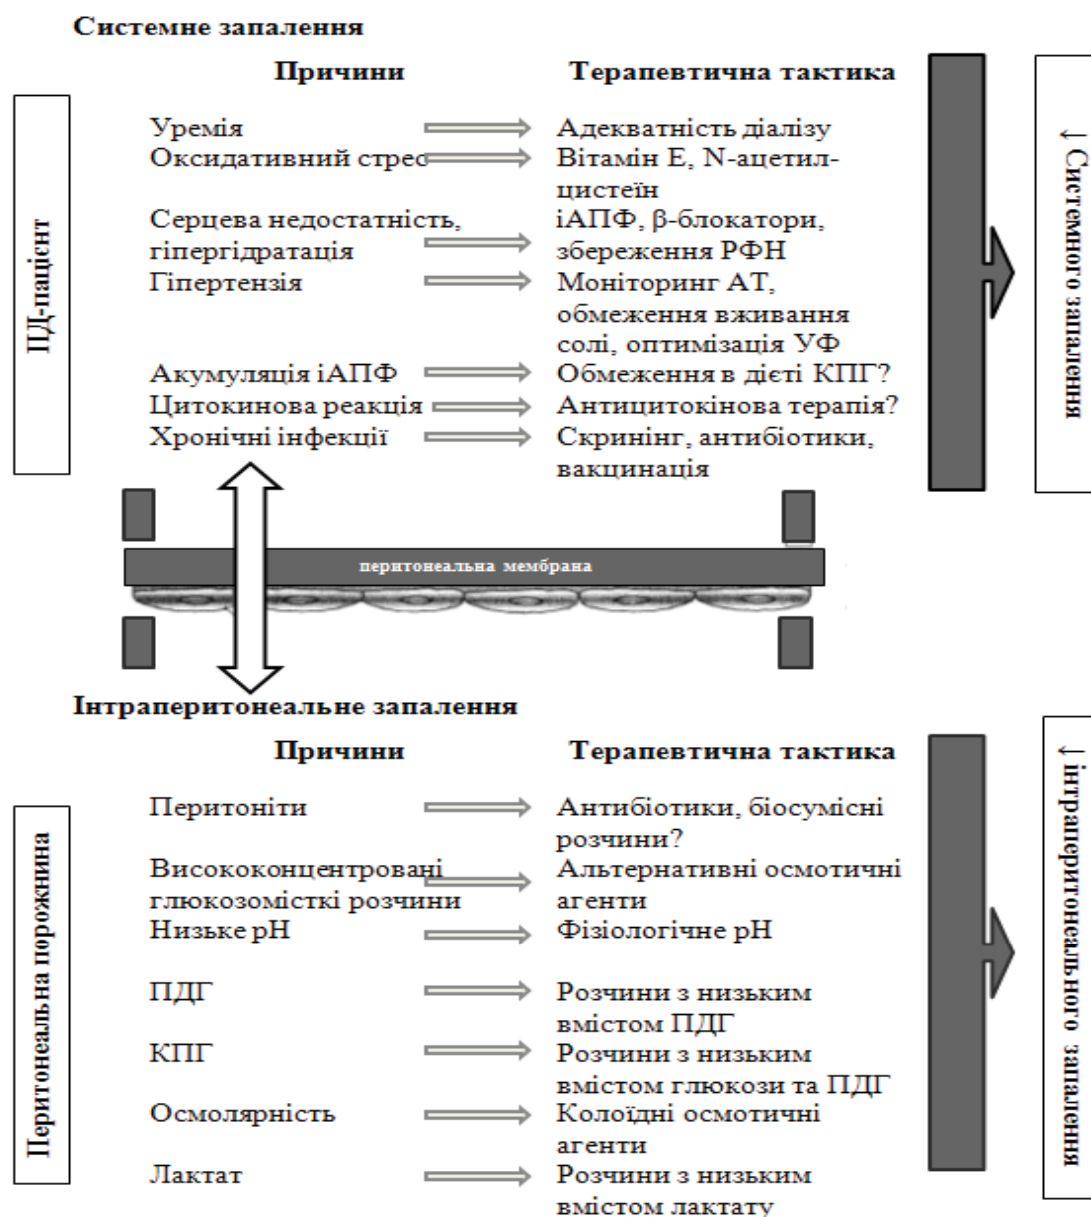 Системне запалення
Причини Терапевтична тактика
ПД-пацієнт
Уремія Адекватність діалізу
Оксидативний стрес Вітамін Е, N-ацетил-
цистеїн
Серцева недостатність, іАПФ, β-блокатори,
гіпергідратація збереження РФН
Гіпертензія Моніторинг АТ,
обмеження вживання
солі, оптимізація УФ
Акумуляція іАПФ Обмеження в дієті КПГ?
Цитокинова реакція Антицитокінова терапія?
Хронічні інфекції Скринінг, антибіотики,
вакцинація
↓ Системного запалення
перитонеальна мембрана
Інтраперитонеальне запалення
Причини Терапевтична тактика
Перитонеальна порожнина
Перитоніти Антибіотики, біосумісні
розчини?
Висококонцентровані Альтернативні осмотичні
глюкозомісткі розчини агенти
Низьке рН Фізіологічне рН
ПДГ Розчини з низьким
вмістом ПДГ
КПГ Розчини з низьким
вмістом глюкози та ПДГ
Осмолярність Колоїдні осмотичні
агенти
Лактат Розчини з низьким
вмістом лактату
↓ інтраперитонеального запалення